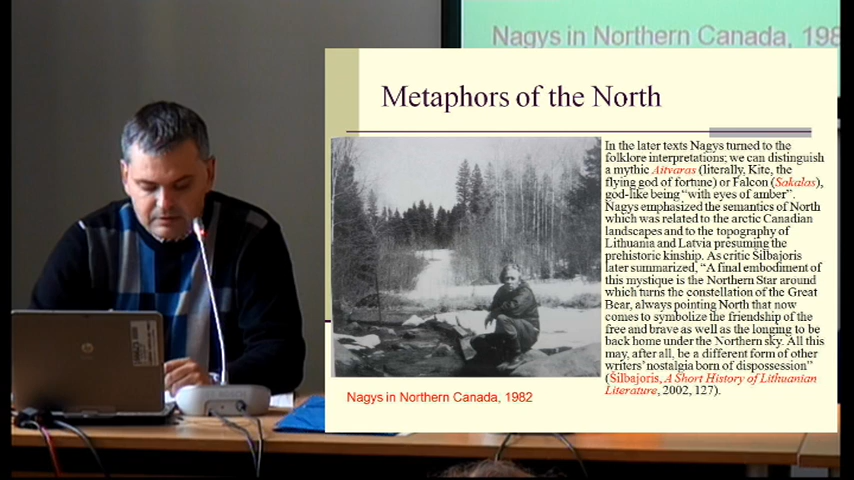 Nagys in Northern Canada, 198
Metaphors of the North
In the later texts Nagys turned to the
folklore interpretations; we can distinguish
a mythic Aitvaras (literally, Kite, the
flying god of fortune) or Falcon (Sakalas),
god-like being “with eyes of amber”.
Nagys emphasized the semantics of North
which was related to the arctic Canadian
landscapes and to the topography of
Lithuania and Latvia presuming the
prehistoric kinship. As critic Šilbajoris
later summarized, “A final embodiment of
this mystique is the Northern Star around
which turns the constellation of the Great
Bear, always pointing North that now
comes to symbolize the friendship of the
free and brave as well as the longing to be
back home under the Northern sky. All this
may, after all, be a different form of other
writers’ nostalgia born of dispossession”
(Šilbajoris, A Short History of Lithuanian
Literature, 2002, 127).
Nagys in Northern Canada, 1982